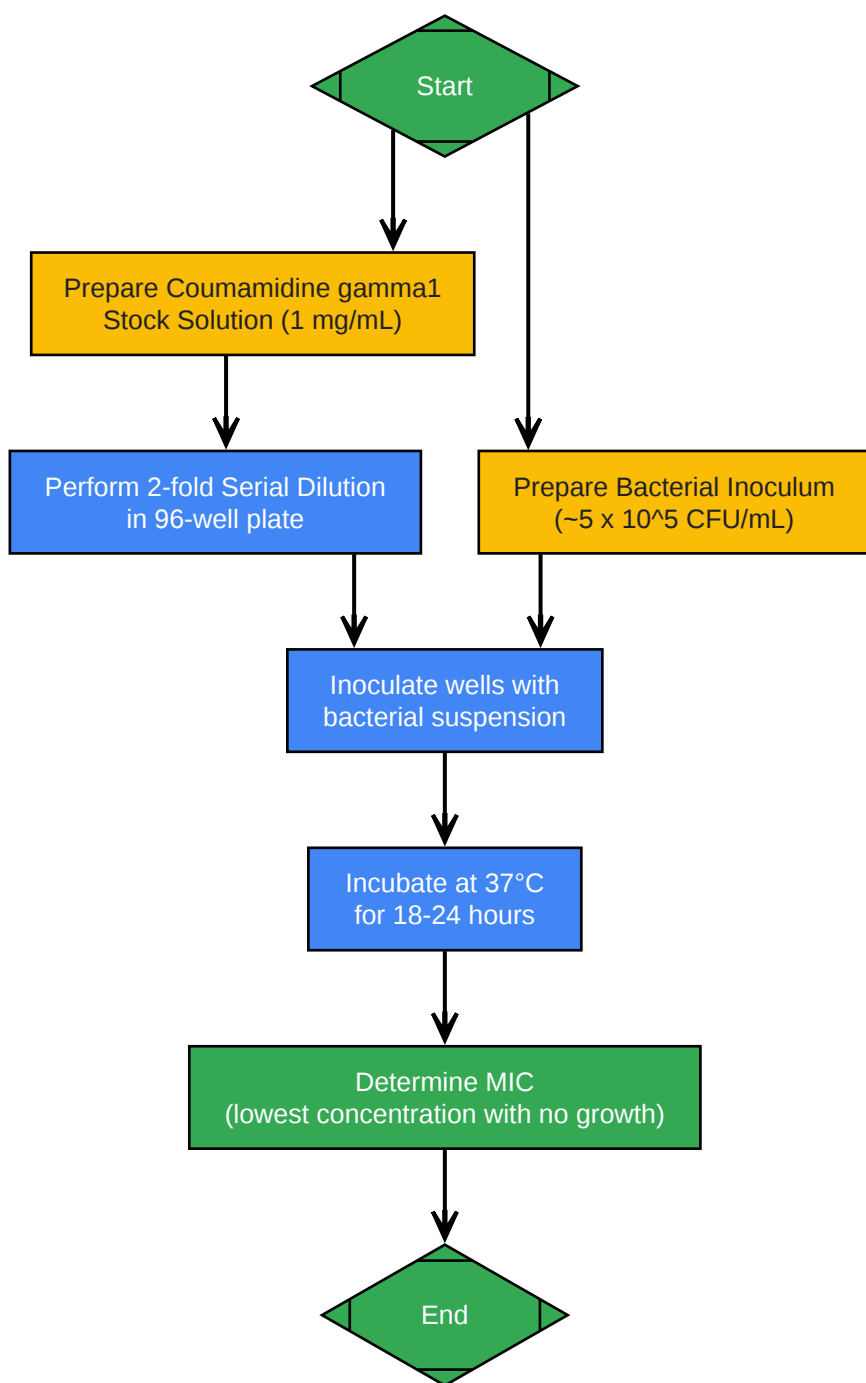 Start
Prepare Coumamidine gamma1
Stock Solution (1 mg/mL)
Perform 2-fold Serial Dilution
in 96-well plate
Prepare Bacterial Inoculum
(~5 x 10^5 CFU/mL)
Inoculate wells with
bacterial suspension
Incubate at 37°C
for 18-24 hours
Determine MIC
(lowest concentration with no growth)
End